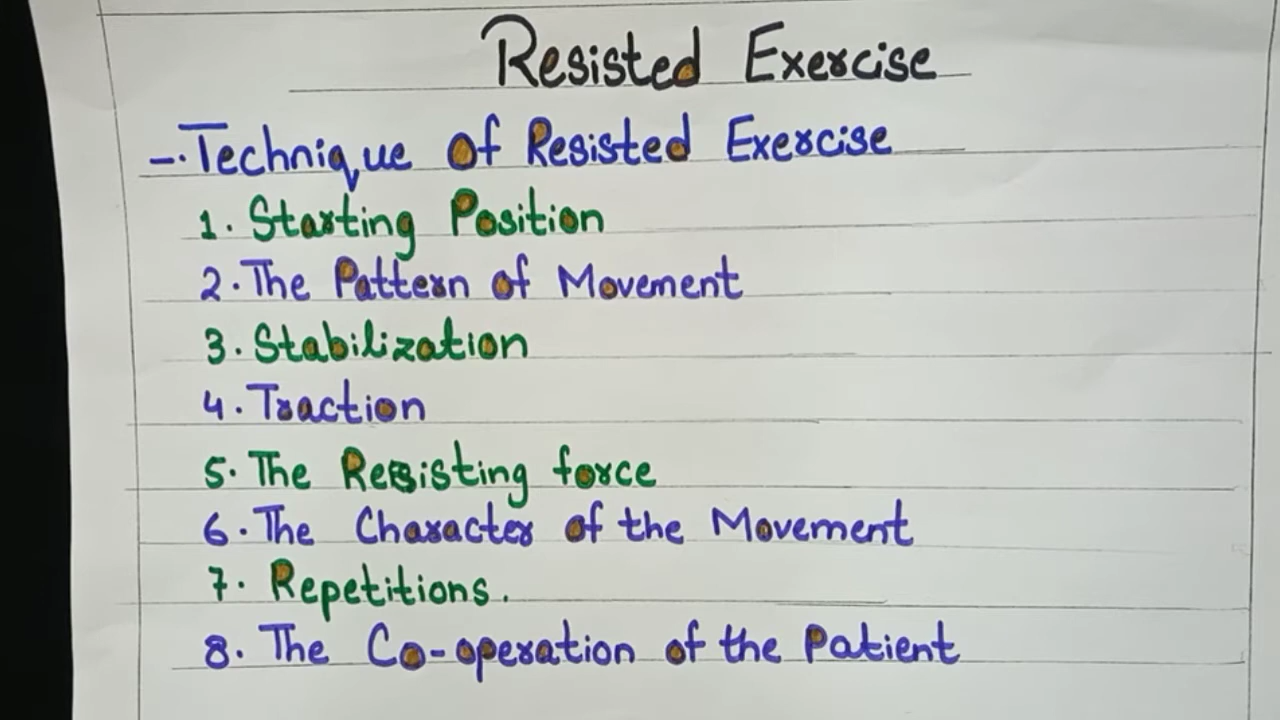 Resisted Exercise
-. Technique of Resisted Exercise
1. Starting Position
2. The Pattern of Movement
3. Stabilization
4. Traction
5. The Resisting force
6. The Character of the Movement
7. Repetitions.
8. The Co-operation of the Patient